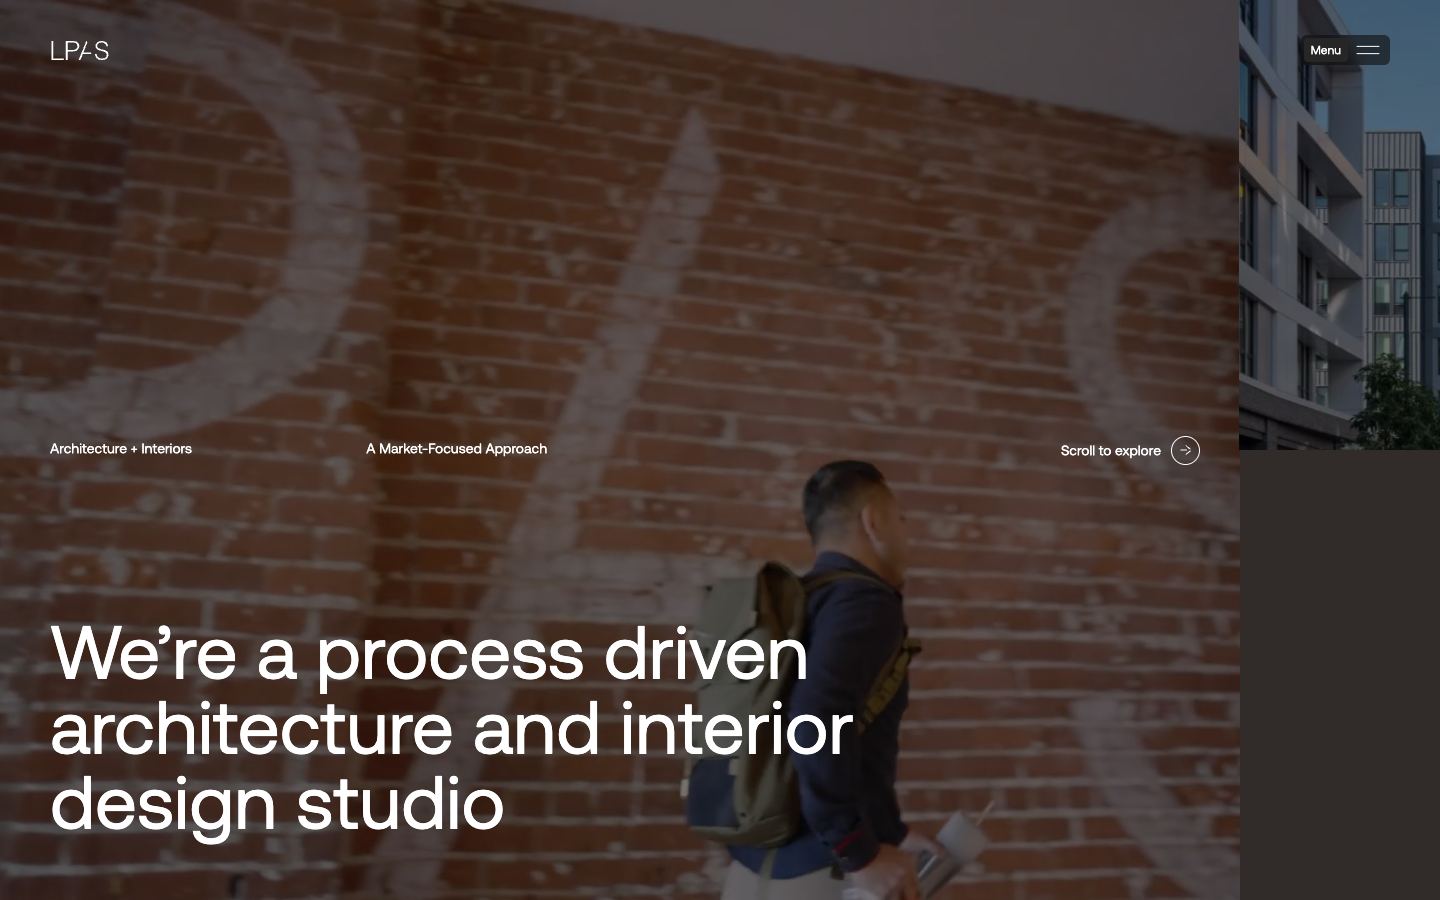 LPAS
Menu
Architecture + Interiors
A Market-Focused Approach
Scroll to explore
We’re a process driven
architecture and interior
design studio